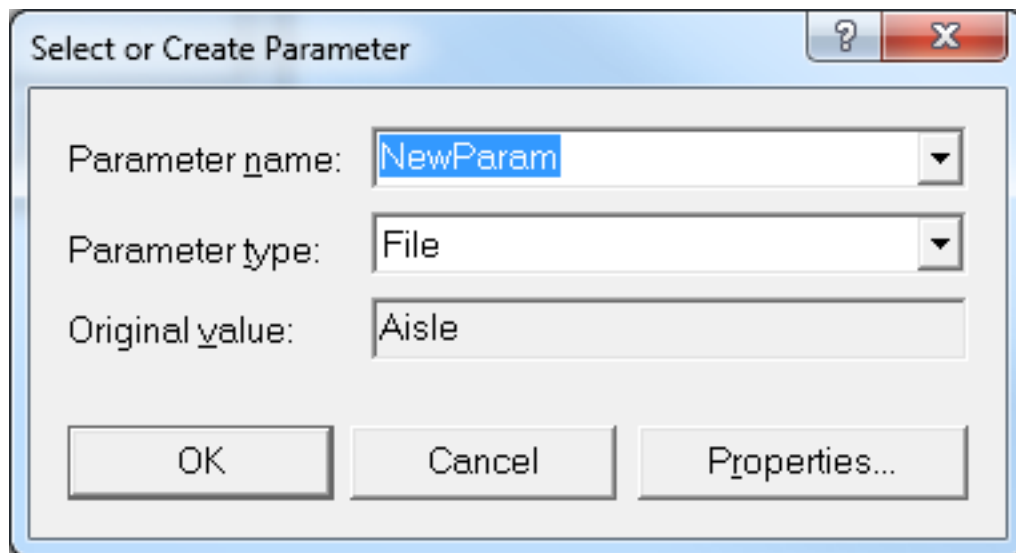 Select or Create Parameter
Parameter name: NewParam
Parameter type: File
Original value: Aisle
OK Cancel Properties...